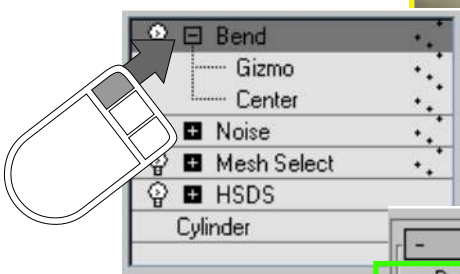 Bend
Gizmo
Center
Noise
Mesh Select
HSDS
Cylinder